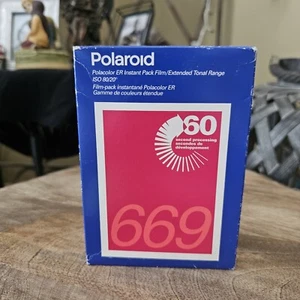 Polaroid
Polacolor ER Instant Pack Film/Extended Tonal Range
ISO 80/20°
Film-pack instantané Polacolor ER
Gamme de couleurs étendue
60
second processing
secondes de
développement
669